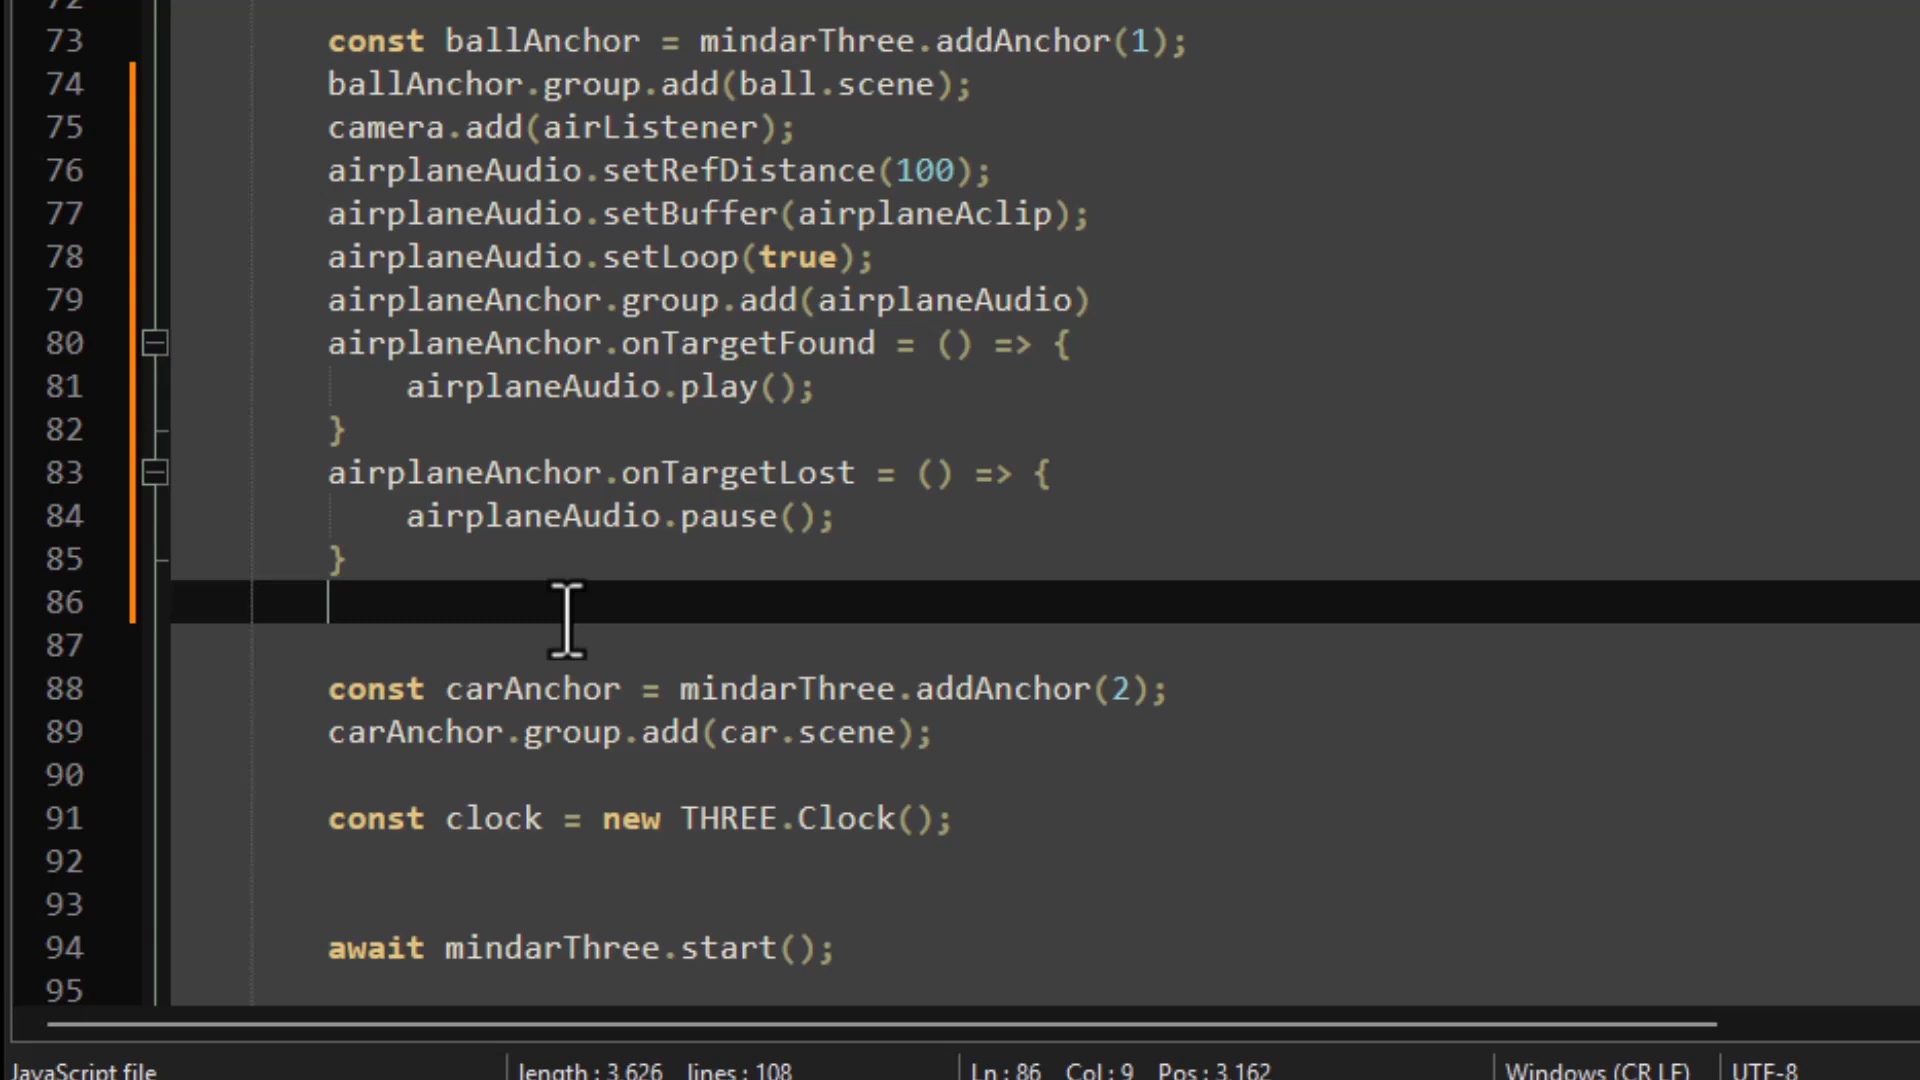 72
73 const ballAnchor = mindarThree.addAnchor(1);
74 ballAnchor.group.add(ball.scene);
75 camera.add(airListener);
76 airplaneAudio.setRefDistance(100);
77 airplaneAudio.setBuffer(airplaneAclip);
78 airplaneAudio.setLoop(true);
79 airplaneAnchor.group.add(airplaneAudio)
80 airplaneAnchor.onTargetFound = () => {
81 airplaneAudio.play();
82 }
83 airplaneAnchor.onTargetLost = () => {
84 airplaneAudio.pause();
85 }
86
87
88 const carAnchor = mindarThree.addAnchor(2);
89 carAnchor.group.add(car.scene);
90
91 const clock = new THREE.Clock();
92
93
94 await mindarThree.start();
95
JavaScript file length : 3,626 lines : 108 Ln : 86 Col : 9 Pos : 3,162 Windows (CR LF) UTF-8